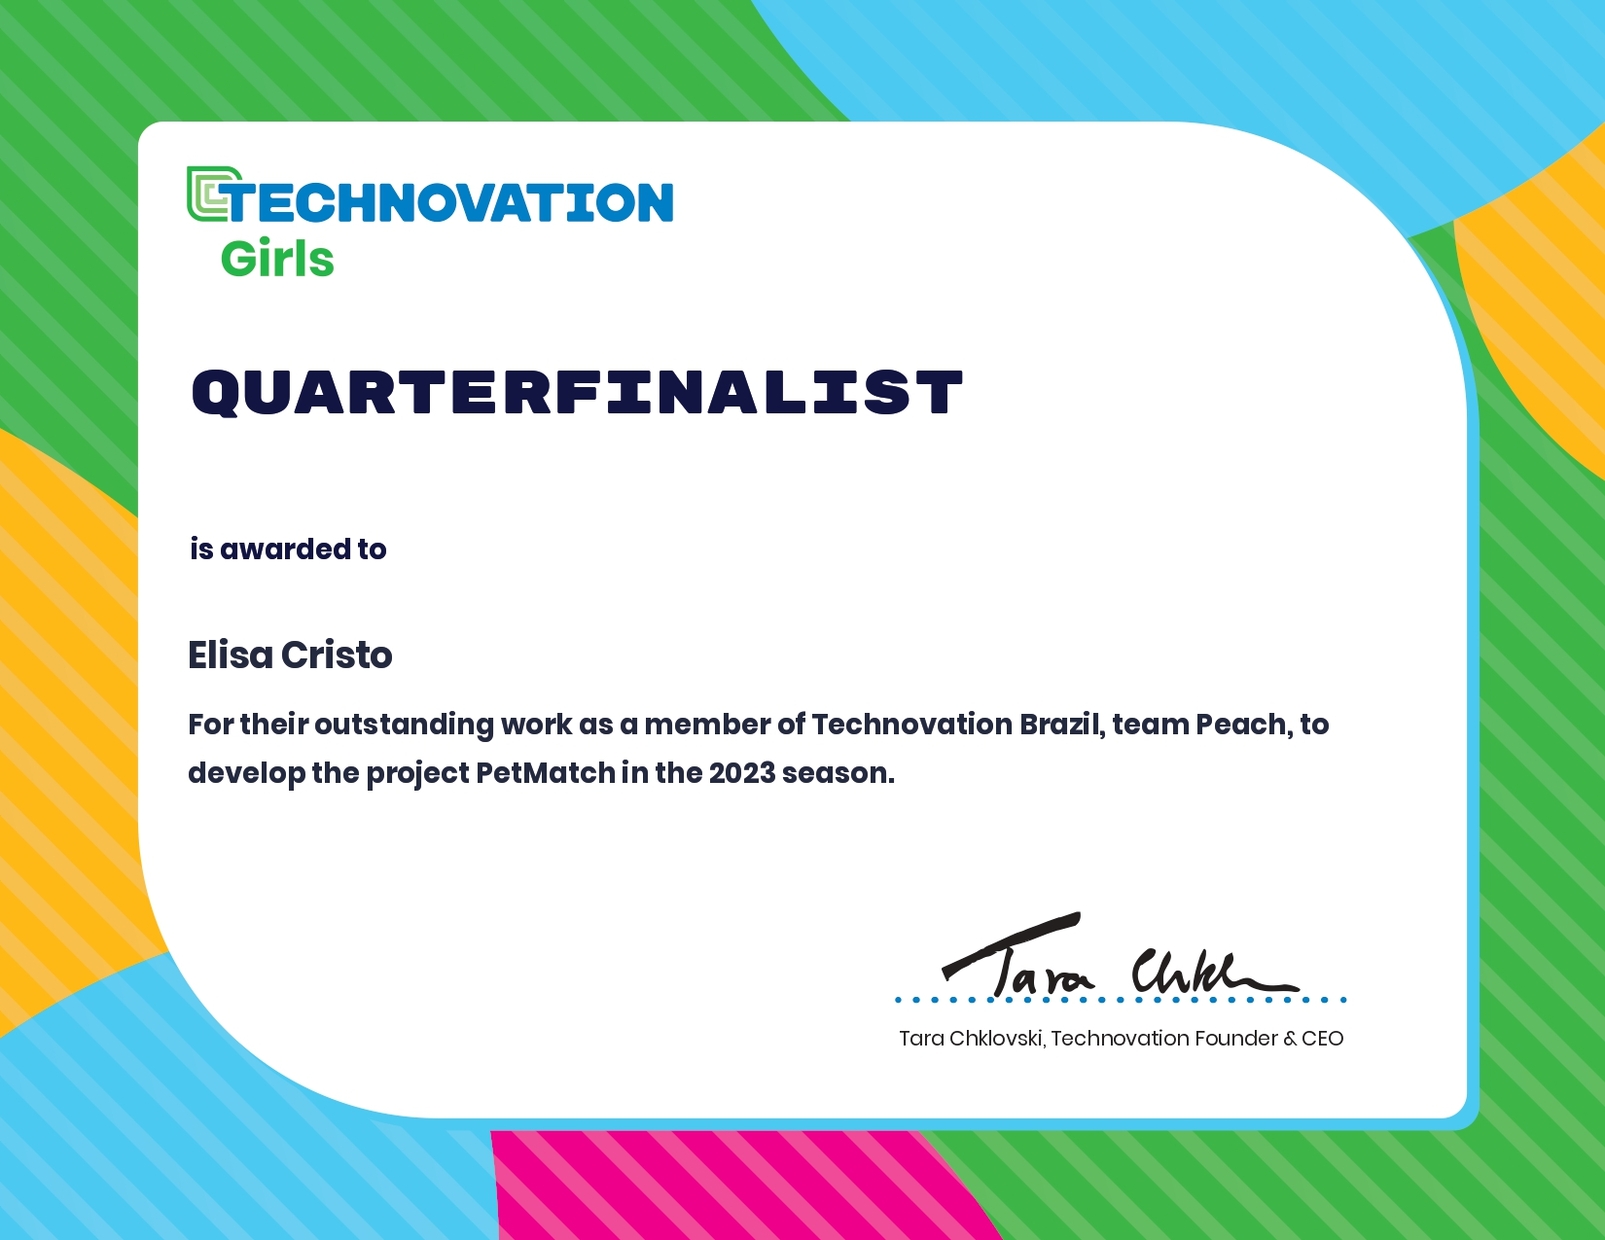 TECHNOVATION
Girls
QUARTERFINALIST
is awarded to
Elisa Cristo
For their outstanding work as a member of Technovation Brazil, team Peach, to
develop the project PetMatch in the 2023 season.
Tara Chkl
Tara Chklovski, Technovation Founder & CEO